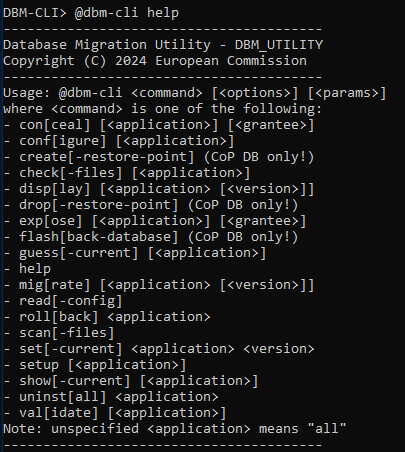 DBM-CLI> @dbm-cli help
----------------------------------------
Database Migration Utility - DBM_UTILITY
Copyright (C) 2024 European Commission
----------------------------------------
Usage: @dbm-cli <command> [<options>] [<params>]
where <command> is one of the following:
- con[ceal] [<application>] [<grantee>]
- conf[igure] [<application>]
- create[-restore-point] (CoP DB only!)
- check[-files] [<application>]
- disp[lay] [<application> [<version>]]
- drop[-restore-point] (CoP DB only!)
- exp[ose] [<application>] [<grantee>]
- flash[back-database] (CoP DB only!)
- guess[-current] [<application>]
- help
- mig[rate] [<application> [<version>]]
- read[-config]
- roll[back] <application>
- scan[-files]
- set[-current] <application> <version>
- setup [<application>]
- show[-current] [<application>]
- uninst[all] <application>
- val[idate] [<application>]
Note: unspecified <application> means "all"
----------------------------------------